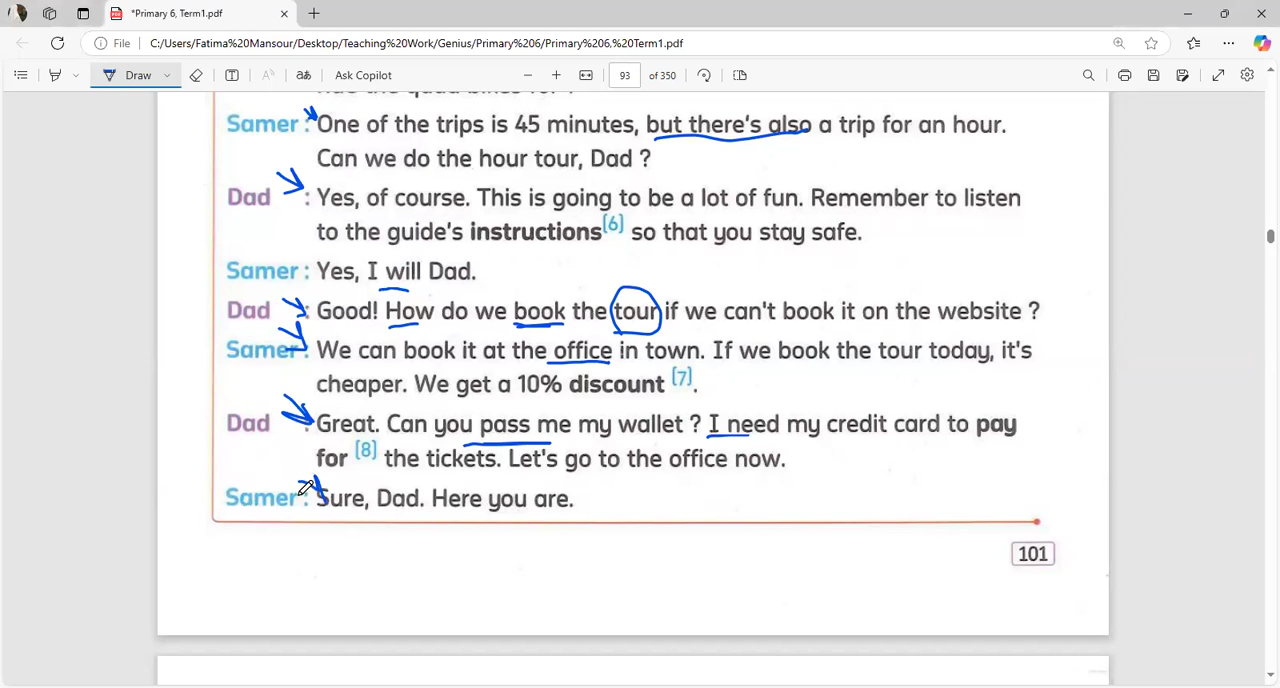 *Primary 6, Term1.pdf
File C:/Users/Fatima%20Mansour/Desktop/Teaching%20Work/Genius/Primary%206/Primary%206.%20Term1.pdf
Draw Ask Copilot 93 of 350
Samer : One of the trips is 45 minutes, but there's also a trip for an hour.
Can we do the hour tour, Dad ?
Dad : Yes, of course. This is going to be a lot of fun. Remember to listen
to the guide's instructions [6] so that you stay safe.
Samer : Yes, I will Dad.
Dad : Good! How do we book the tour if we can't book it on the website ?
Samer : We can book it at the office in town. If we book the tour today, it's
cheaper. We get a 10% discount [7].
Dad : Great. Can you pass me my wallet ? I need my credit card to pay
for [8] the tickets. Let's go to the office now.
Samer : Sure, Dad. Here you are.
101